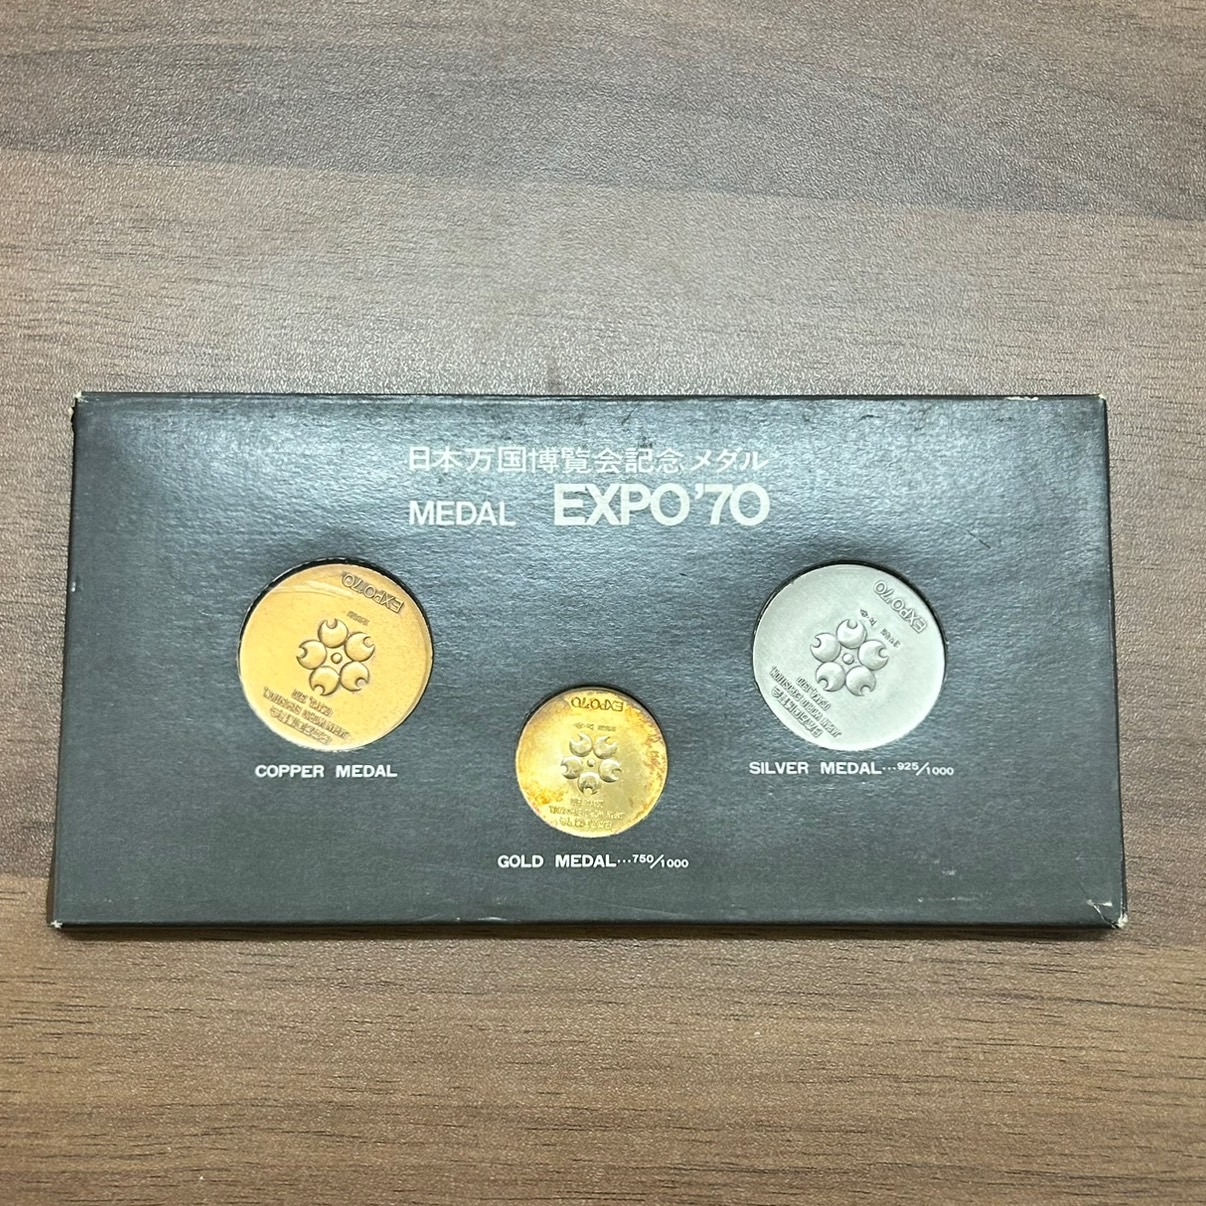 日本万国博覧会記念メダル
MEDAL EXPO'70
EXPO'70
EXPO'70
EXPO'70
COPPER MEDAL
SILVER MEDAL…925/1000
GOLD MEDAL…750/1000